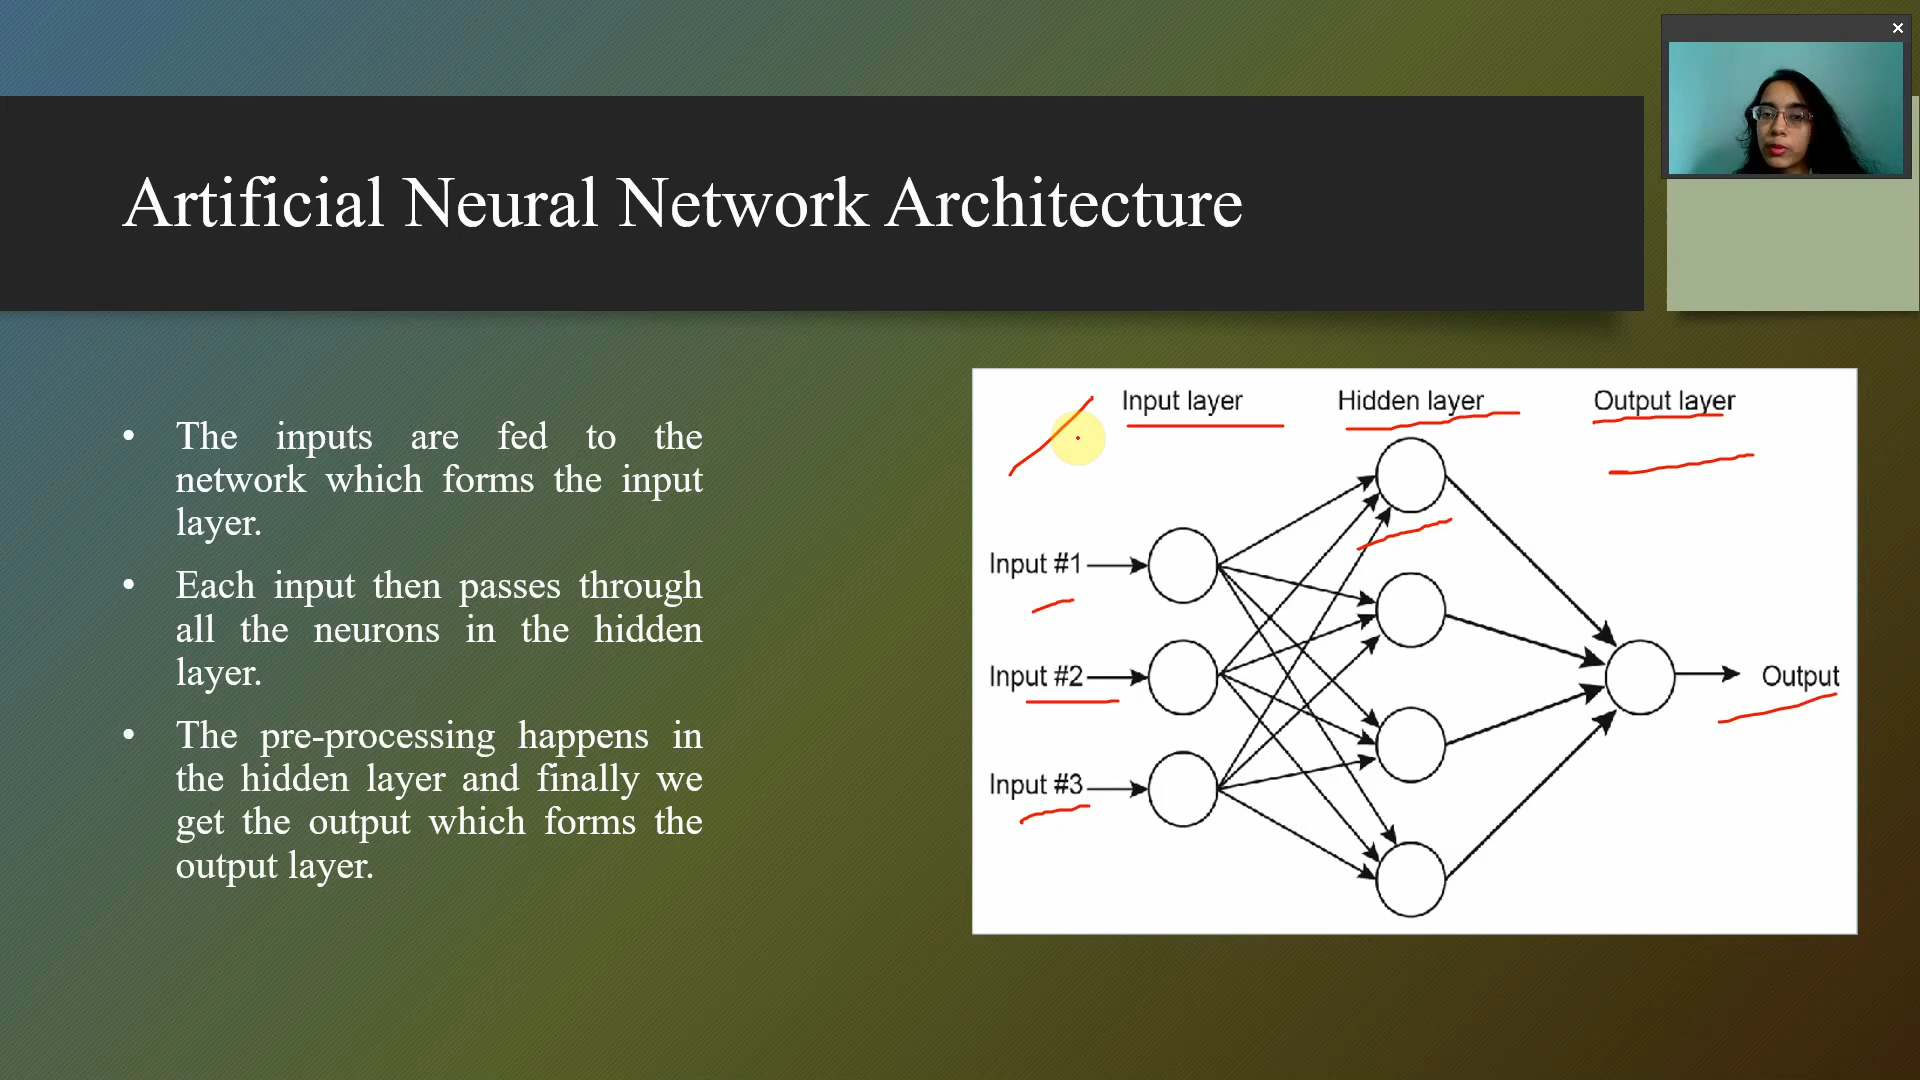 Artificial Neural Network Architecture
• The inputs are fed to the
network which forms the input
layer.
• Each input then passes through
all the neurons in the hidden
layer.
• The pre-processing happens in
the hidden layer and finally we
get the output which forms the
output layer.
Input layer Hidden layer Output layer
Input #1
Input #2 Output
Input #3